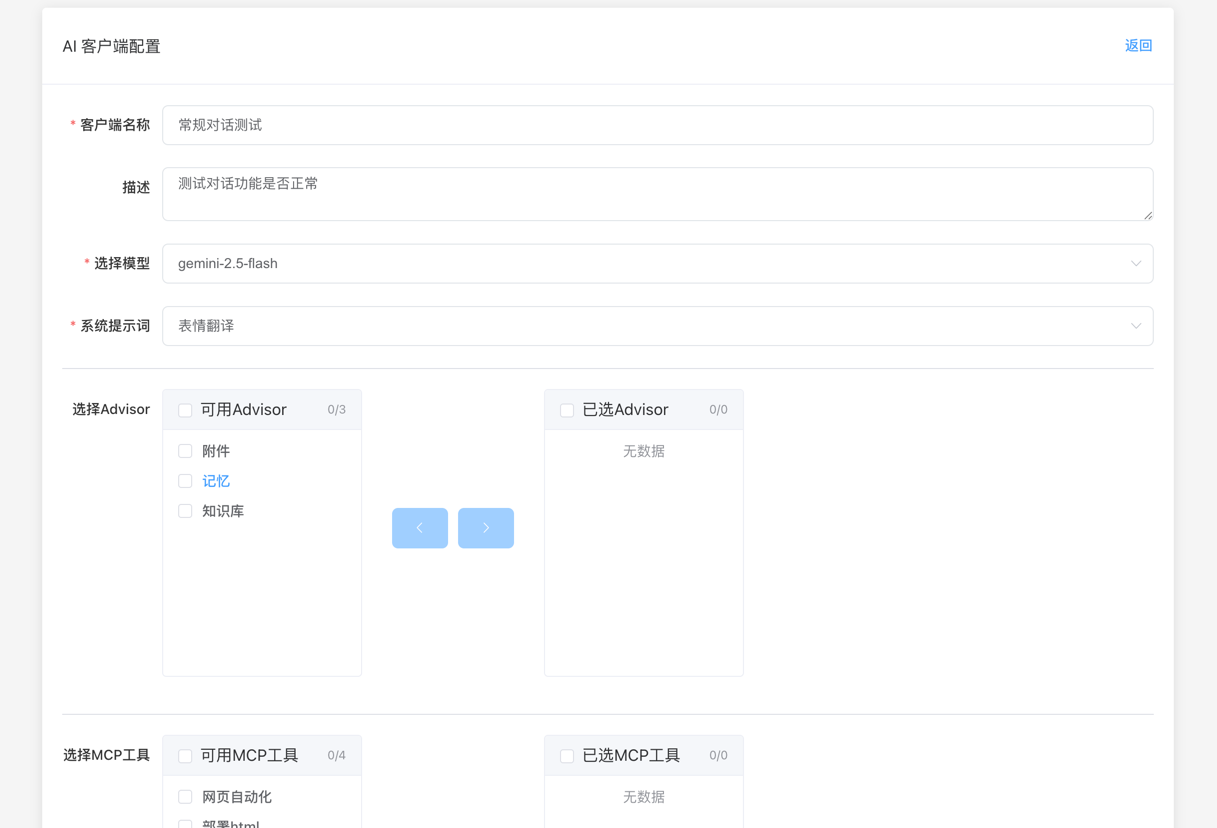 AI 客户端配置
返回
* 客户端名称
常规对话测试
描述
测试对话功能是否正常
* 选择模型
gemini-2.5-flash
* 系统提示词
表情翻译
选择Advisor
可用Advisor 0/3
附件
记忆
知识库
已选Advisor 0/0
无数据
选择MCP工具
可用MCP工具 0/4
网页自动化
部署html
已选MCP工具 0/0
无数据